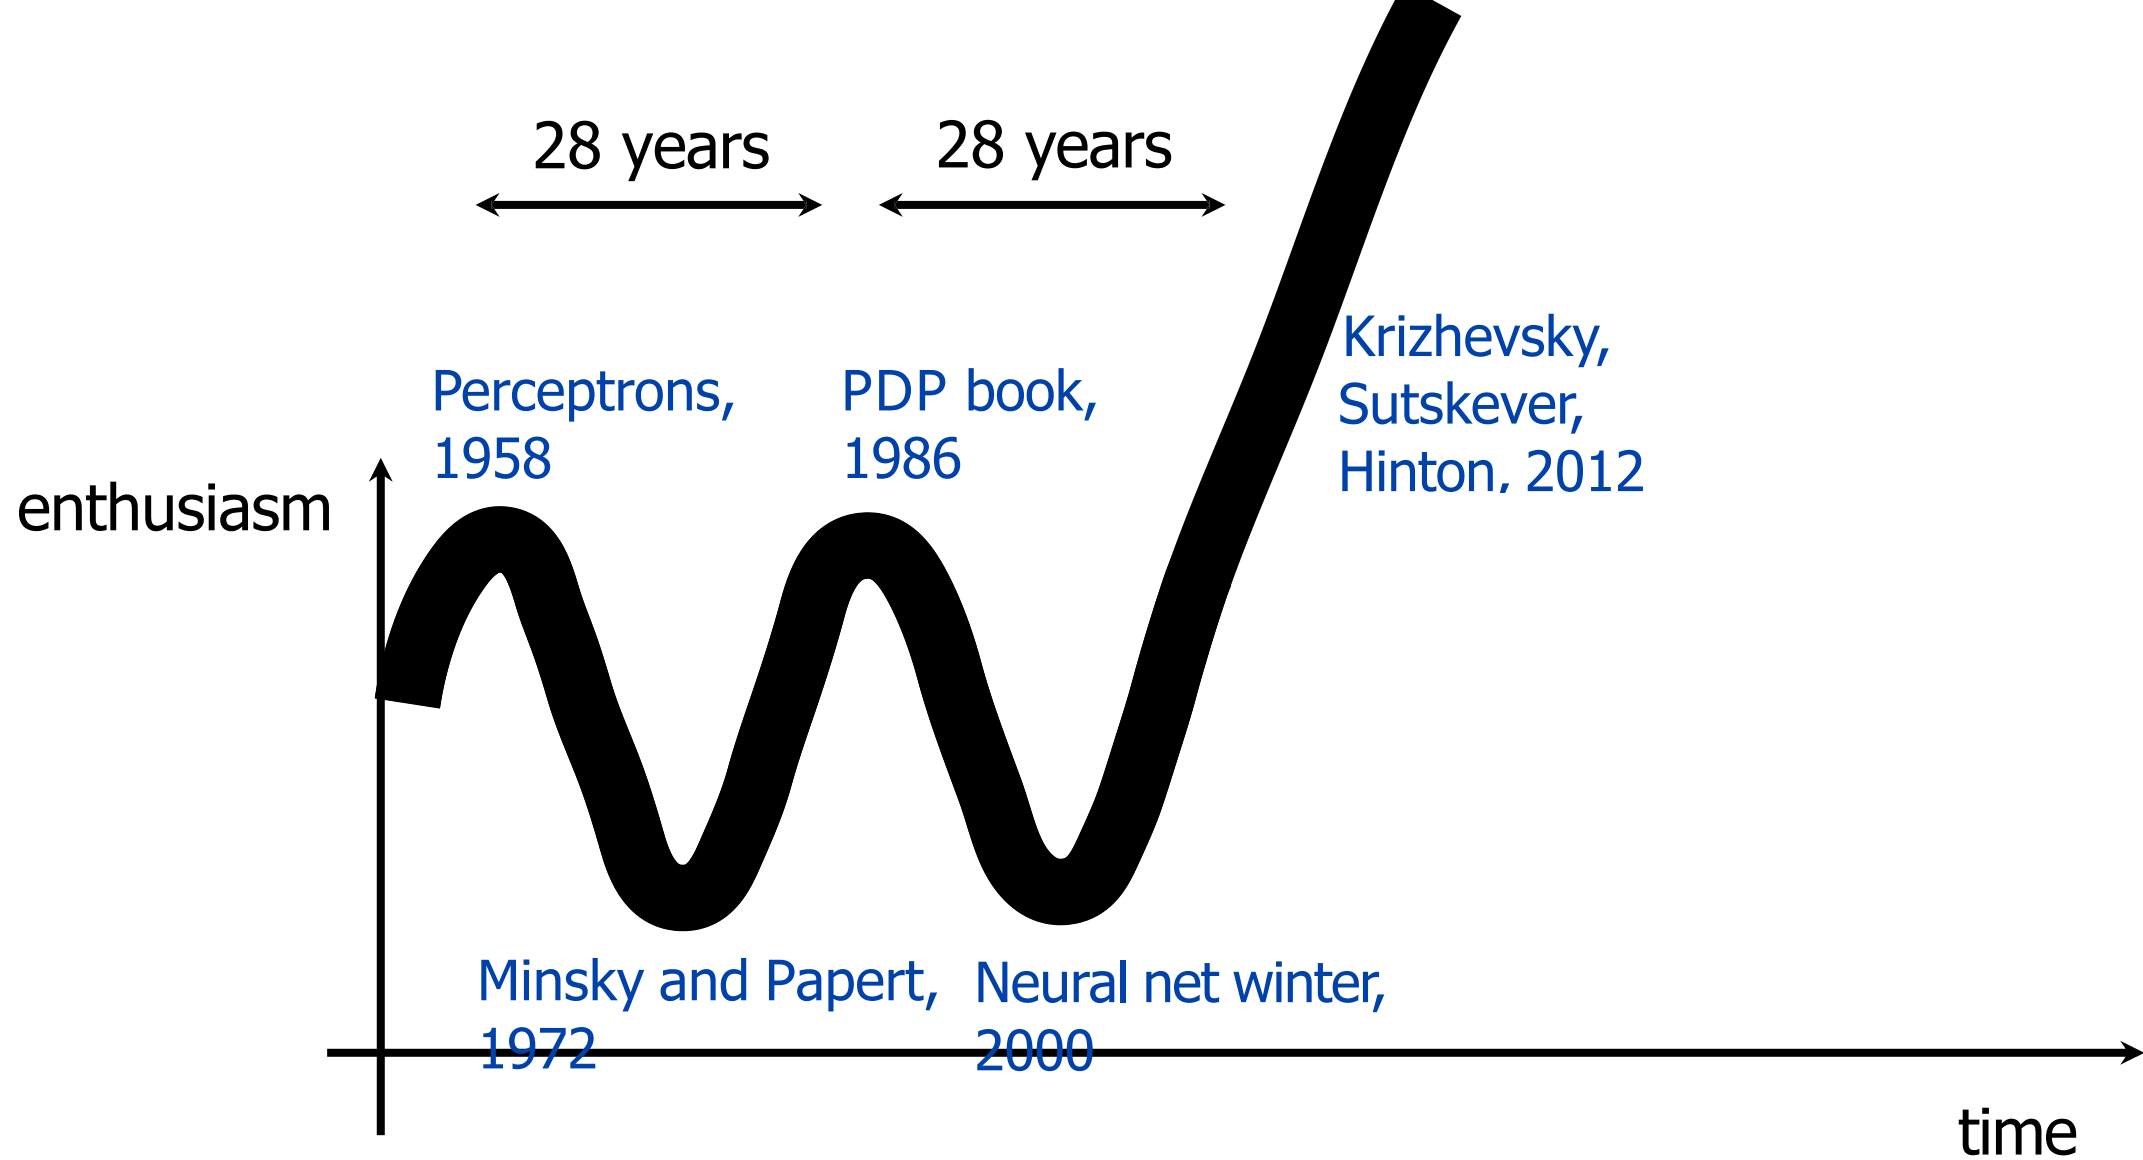 28 years
28 years
Perceptrons,
1958
PDP book,
1986
Krizhevsky,
Sutskever,
Hinton, 2012
enthusiasm
Minsky and Papert,
1972
Neural net winter,
2000
time